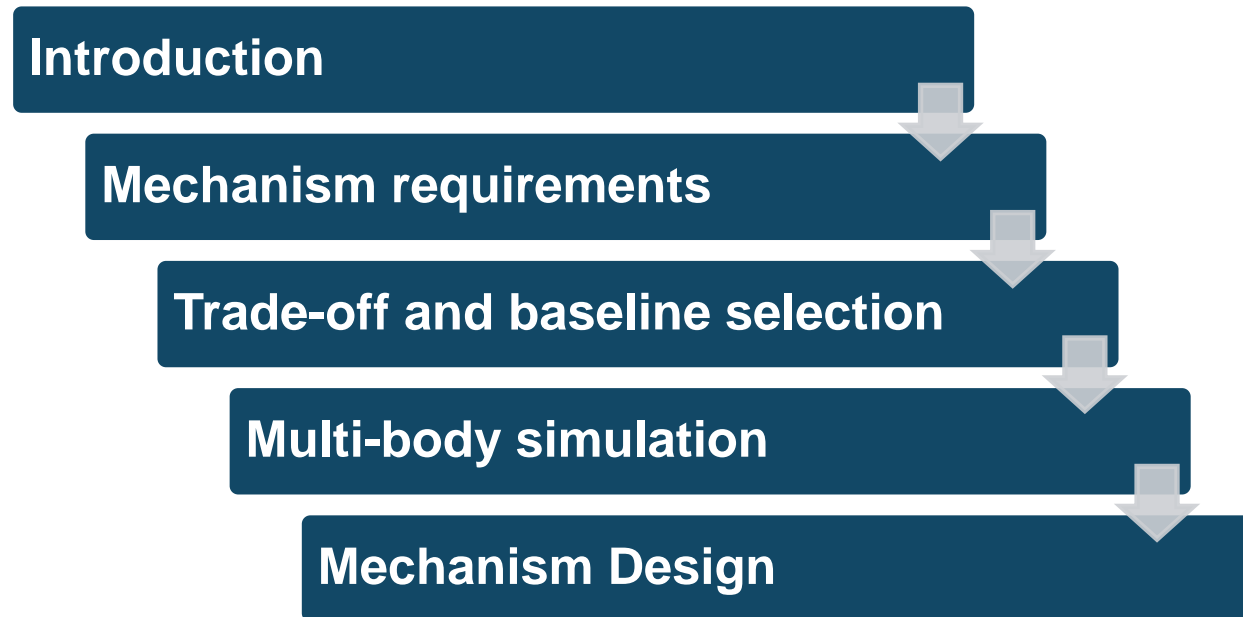 Introduction
Mechanism requirements
Trade-off and baseline selection
Multi-body simulation
Mechanism Design